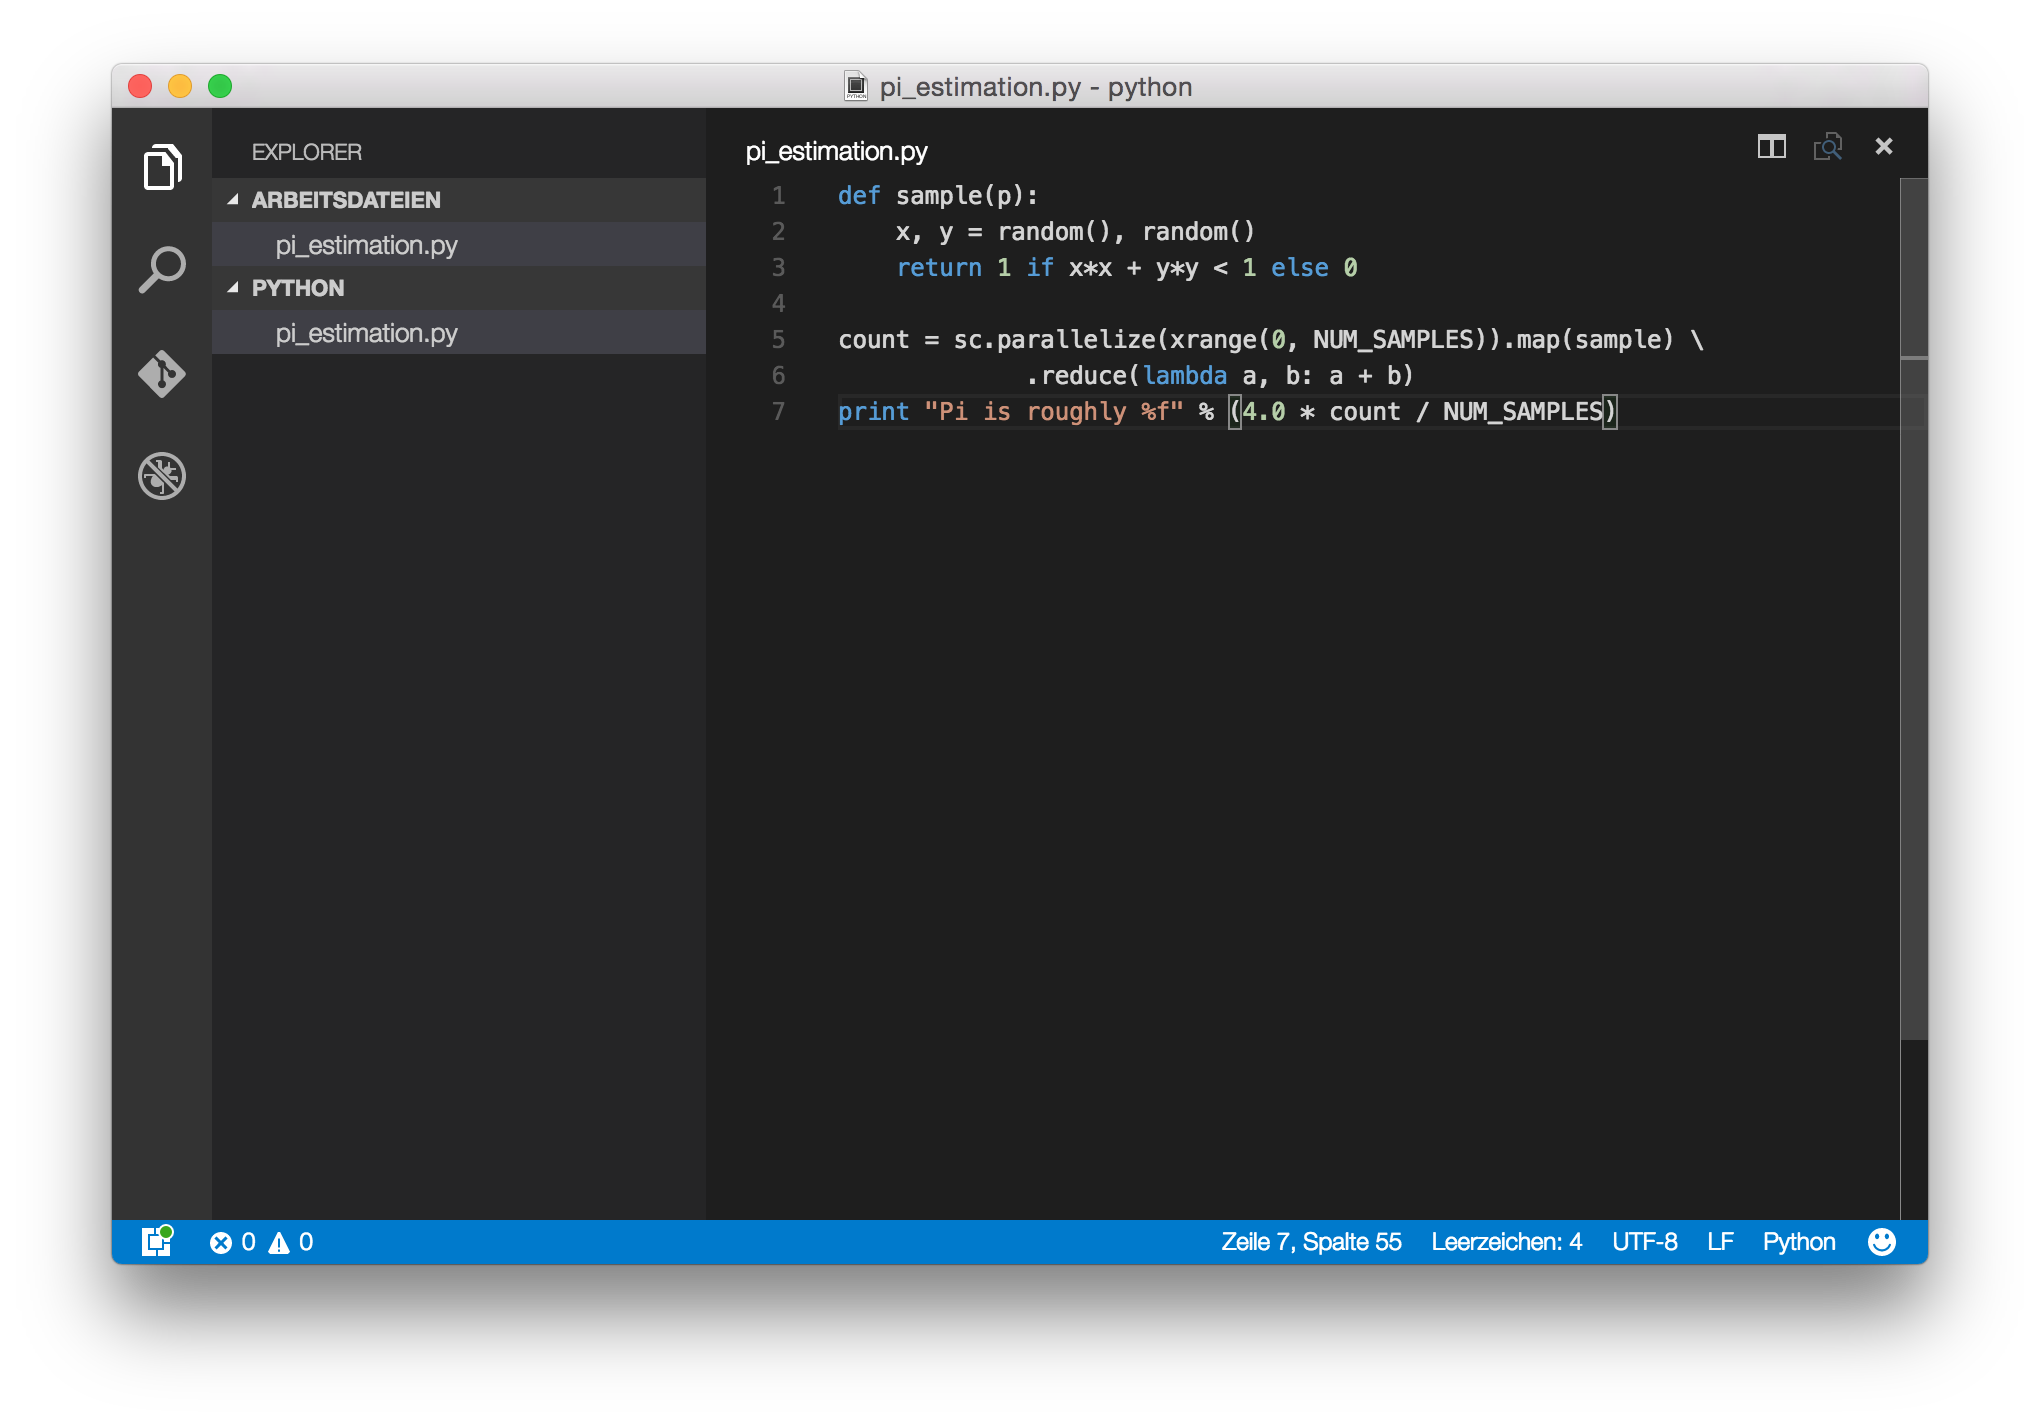 pi_estimation.py - python
EXPLORER
ARBEITSDATEIEN
pi_estimation.py
PYTHON
pi_estimation.py
pi_estimation.py
1 def sample(p):
2     x, y = random(), random()
3     return 1 if x*x + y*y < 1 else 0
4
5 count = sc.parallelize(xrange(0, NUM_SAMPLES)).map(sample) \
6              .reduce(lambda a, b: a + b)
7 print "Pi is roughly %f" % (4.0 * count / NUM_SAMPLES)
0 0 Zeile 7, Spalte 55 Leerzeichen: 4 UTF-8 LF Python